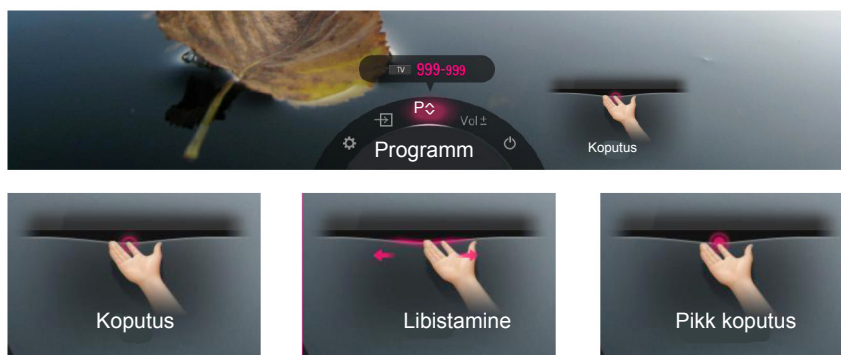 TV 999-999
P
Vol ±
Programm
Koputus
Koputus
Libistamine
Pikk koputus